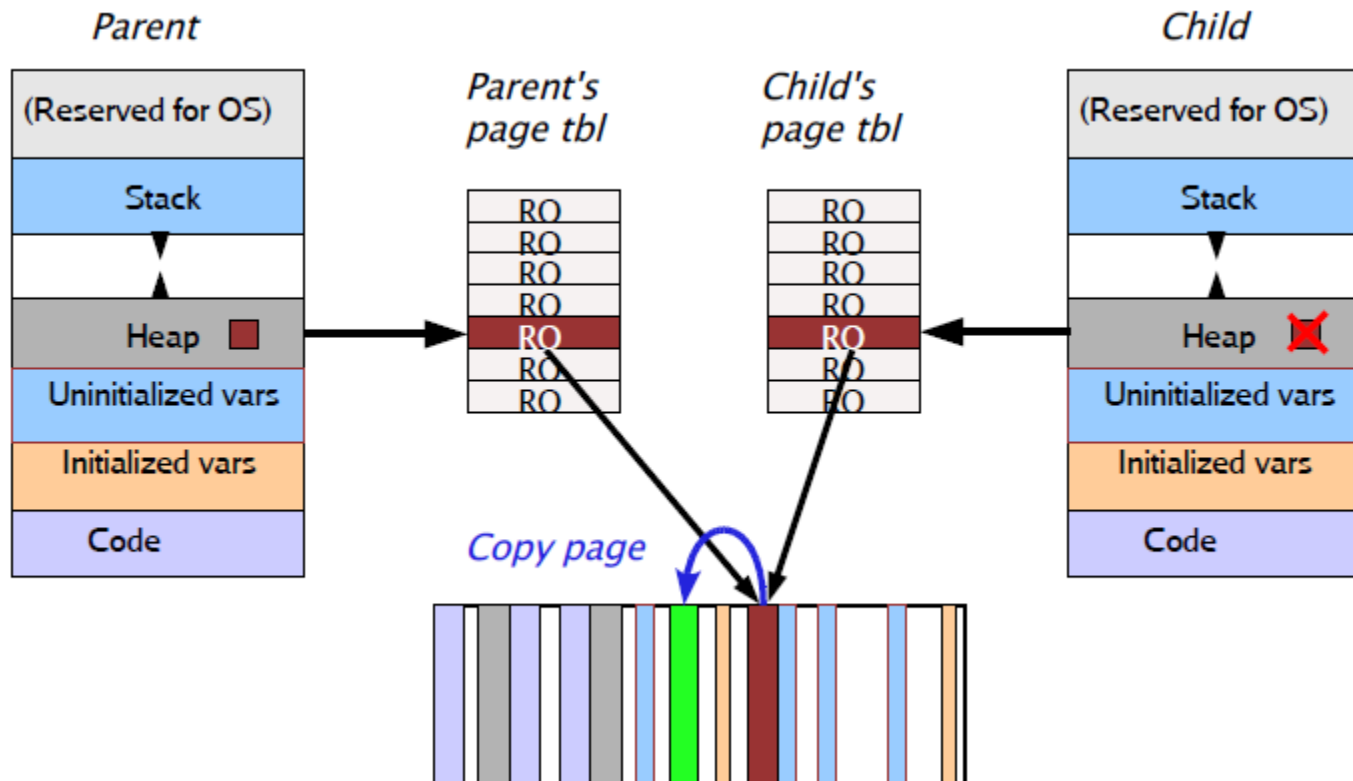 Parent
Child
(Reserved for OS)
Stack
Heap
Uninitialized vars
Initialized vars
Code
Parent's
page tbl
RO
RO
RO
RO
RO
RO
RO
Child's
page tbl
RO
RO
RO
RO
RO
RO
RO
(Reserved for OS)
Stack
Heap
Uninitialized vars
Initialized vars
Code
Copy page